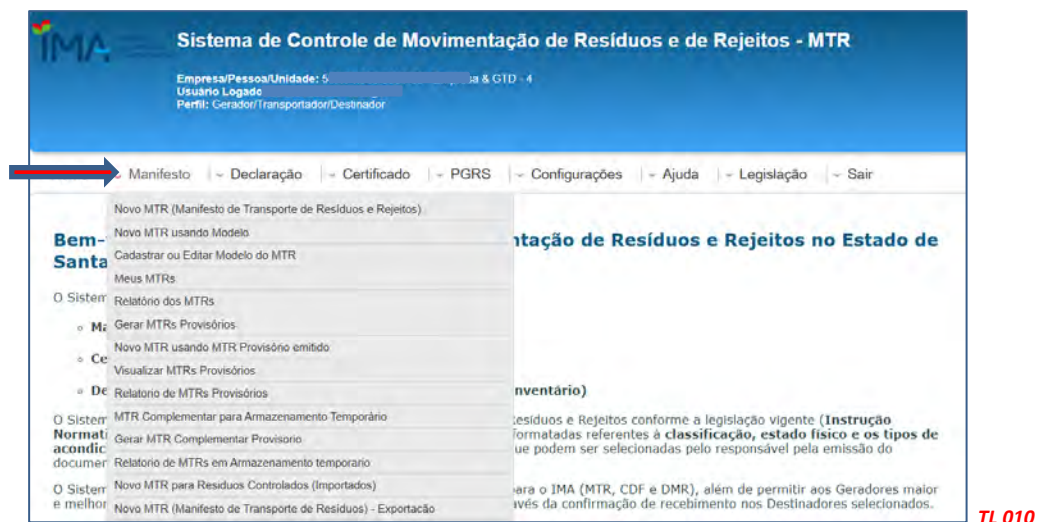 IMA
Sistema de Controle de Movimentação de Resíduos e de Rejeitos - MTR
Empresa/Pessoa/Unidade: 5 sa & GTD - 4
Usuário Logado
Perfil: Gerador/Transportador/Destinador
Manifesto Declaração Certificado PGRS Configurações Ajuda Legislação Sair
Novo MTR (Manifesto de Transporte de Resíduos e Rejeitos)
Novo MTR usando Modelo
Cadastrar ou Editar Modelo do MTR
Meus MTRs
Relatório dos MTRs
Gerar MTRs Provisórios
Novo MTR usando MTR Provisório emitido
Visualizar MTRs Provisórios
Relatorio de MTRs Provisórios
MTR Complementar para Armazenamento Temporário
Gerar MTR Complementar Provisorio
Relatorio de MTRs em Armazenamento temporario
Novo MTR para Residuos Controlados (Importados)
Novo MTR (Manifesto de Transporte de Resíduos) - Exportacão
Bem- ntação de Resíduos e Rejeitos no Estado de
Santa
O Sistem
Ma
Ce
De nventário)
O Sistem Resíduos e Rejeitos conforme a legislação vigente (Instrução
Normati formatadas referentes à classificação, estado físico e os tipos de
acondic ue podem ser selecionadas pelo responsável pela emissão do
documen
O Sistem ara o IMA (MTR, CDF e DMR), além de permitir aos Geradores maior
e melhor avés da confirmação de recebimento nos Destinadores selecionados.
TL 010